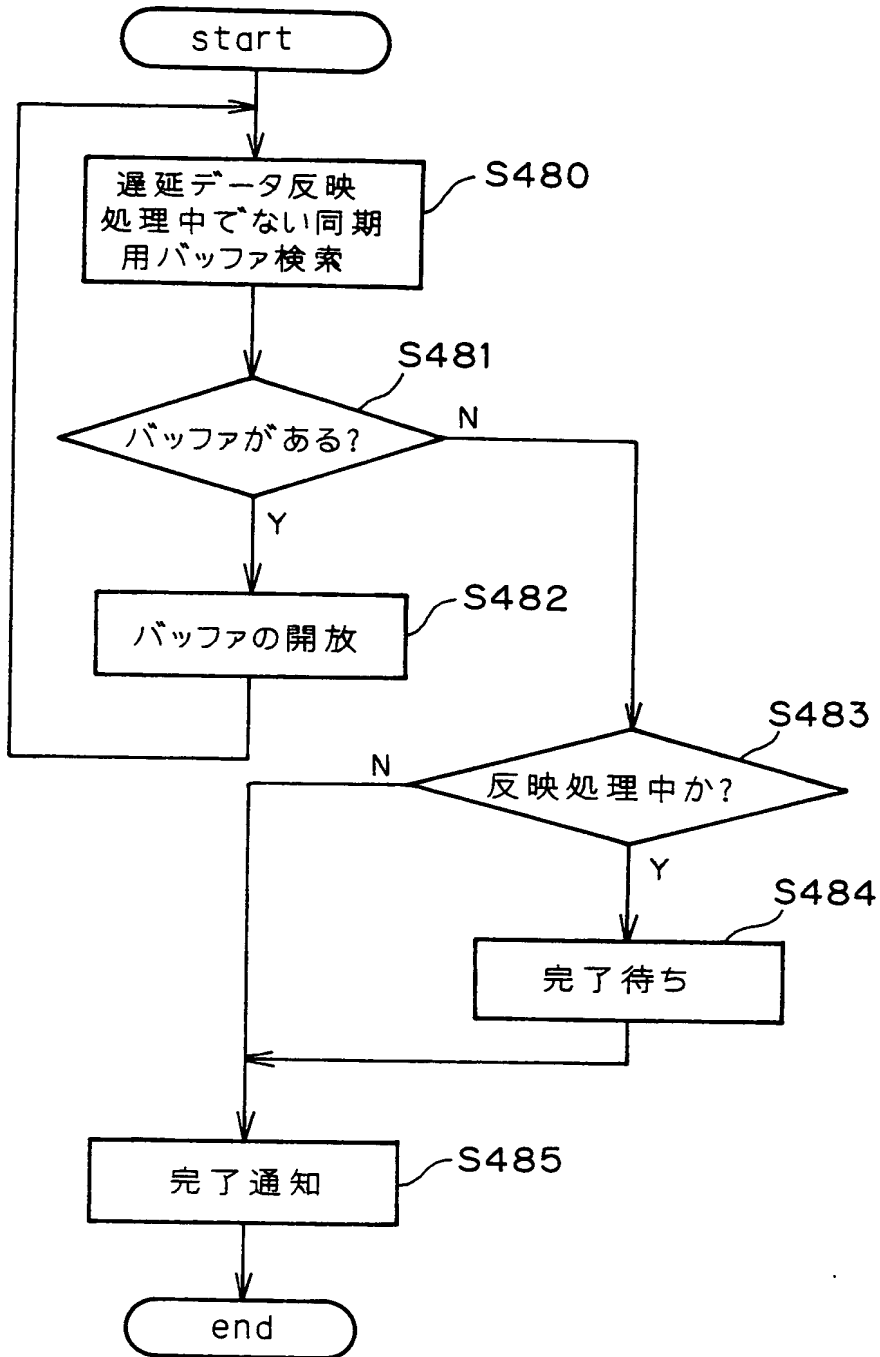 start
遅延データ反映
処理中でない同期
用バッファ検索
S480
S481
バッファがある?
N
Y
バッファの開放
S482
S483
反映処理中か?
N
Y
S484
完了待ち
完了通知
S485
end